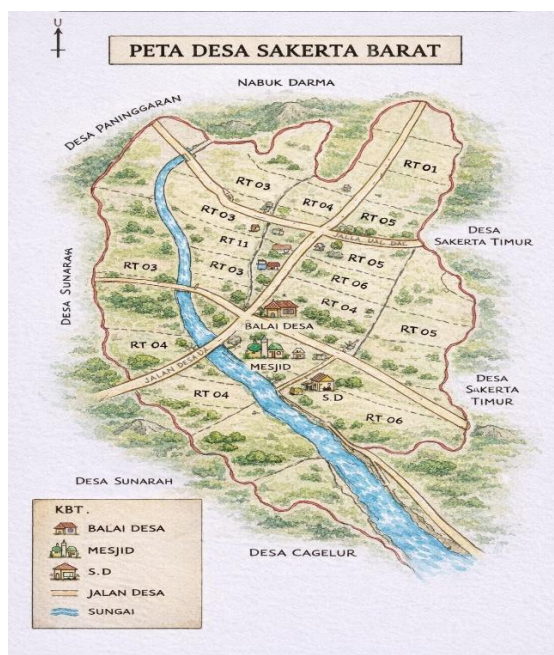 U
PETA DESA SAKERTA BARAT
NABUK DARMA
DESA PANINGGARAN
RT 01
RT 03
RT 04
RT 03
RT 05
DESA
SAKERTA TIMUR
RT 11
RT 05
DESA SUNARAH
RT 03
RT 03
RT 06
RT 04
BALAI DESA
RT 05
RT 04
MESJID
JALAN DESA
DESA
SAKERTA
TIMUR
RT 04
S.D
RT 06
DESA SUNARAH
DESA CAGELUR
KBT.
BALAI DESA
MESJID
S.D
JALAN DESA
SUNGAI